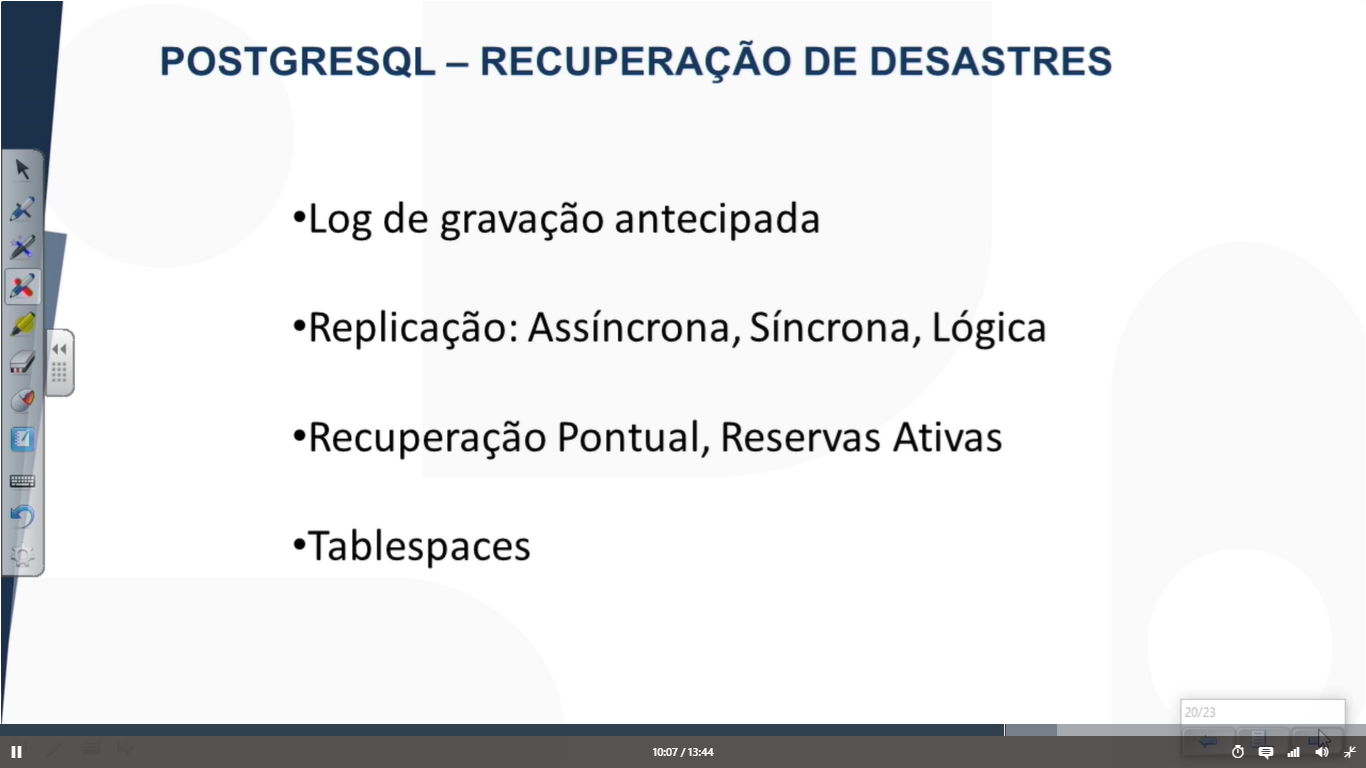 POSTGRESQL – RECUPERAÇÃO DE DESASTRES
•Log de gravação antecipada
•Replicação: Assíncrona, Síncrona, Lógica
•Recuperação Pontual, Reservas Ativas
•Tablespaces
20/23
10:07 / 13:44